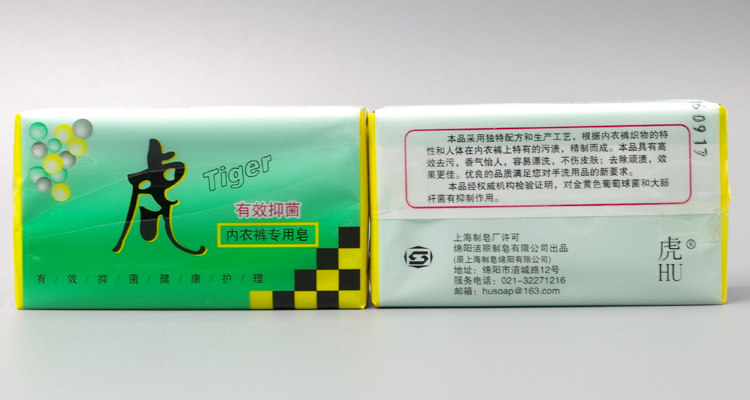 虎
Tiger
有效抑菌
内衣裤专用皂
有/效/抑/菌/健/康/护/理
本品采用独特配方和生产工艺，根据内衣裤织物的特
性和人体在内衣裤上特有的污渍，精制而成。本品具有高
效去污，香气怡人，容易漂洗，不伤皮肤；去除顽渍，效
果更佳。优良的品质满足您对手洗用品的新要求。
本品经权威机构检验证明，对金黄色葡萄球菌和大肠
杆菌有抑制作用。
上海制皂厂许可
绵阳洁丽制皂有限公司出品
(原上海制皂绵阳有限公司)
地址：绵阳市涪城路12号
服务电话：021-32271216
邮箱：husoap@163.com
虎®
HU